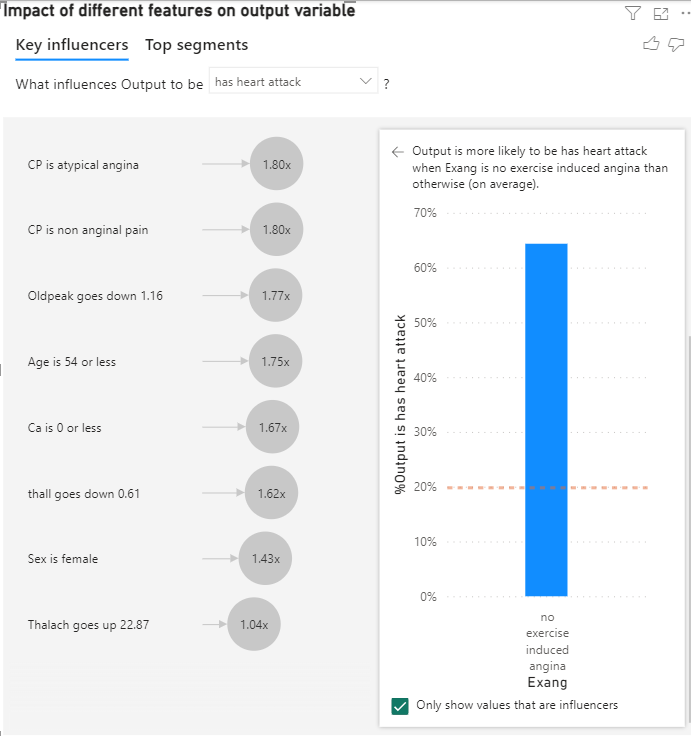 Impact of different features on output variable
Key influencers Top segments
What influences Output to be has heart attack ?
CP is atypical angina 1.80x
CP is non anginal pain 1.80x
Oldpeak goes down 1.16 1.77x
Age is 54 or less 1.75x
Ca is 0 or less 1.67x
thall goes down 0.61 1.62x
Sex is female 1.43x
Thalach goes up 22.87 1.04x
Output is more likely to be has heart attack
when Exang is no exercise induced angina than
otherwise (on average).
%Output is has heart attack
70%
60%
50%
40%
30%
20%
10%
0%
no
exercise
induced
angina
Exang
Only show values that are influencers